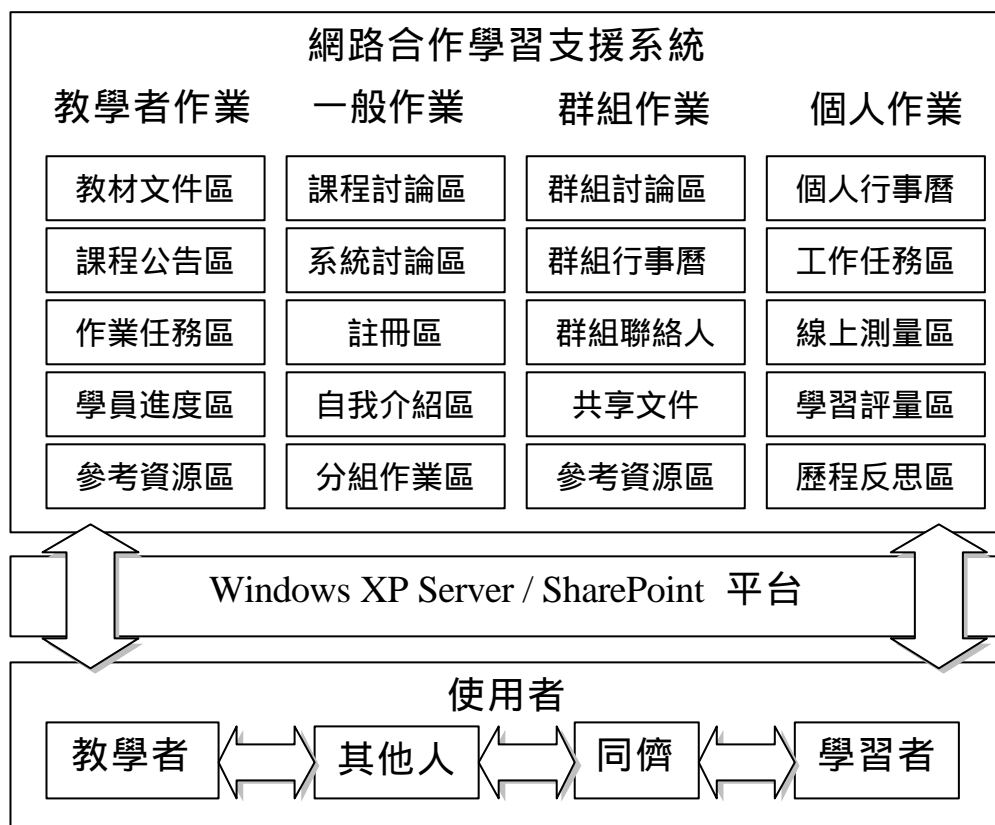 網路合作學習支援系統
教學者作業 一般作業 群組作業 個人作業
教材文件區 課程討論區 群組討論區 個人行事曆
課程公告區 系統討論區 群組行事曆 工作任務區
作業任務區 註冊區 群組聯絡人 線上測量區
學員進度區 自我介紹區 共享文件 學習評量區
參考資源區 分組作業區 參考資源區 歷程反思區
Windows XP Server / SharePoint 平台
使用者
教學者 其他人 同儕 學習者